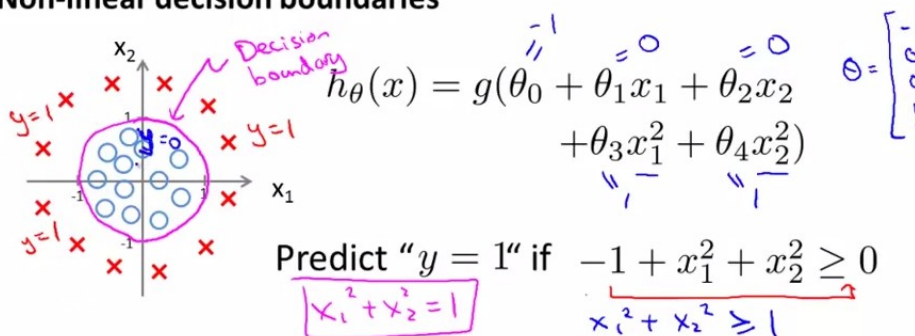 Non-linear decision boundaries
x₂
Decision boundary
-1 = 0 = 0
h_θ(x) = g(θ₀ + θ₁x₁ + θ₂x₂
+θ₃x₁² + θ₄x₂²)
1 1
θ = [
y=1
y=1
y=1
y=0
1
-1 1
-1
x₁
Predict “y = 1“ if −1 + x₁² + x₂² ≥ 0
x₁² + x₂² = 1
x₁² + x₂² ≥ 1